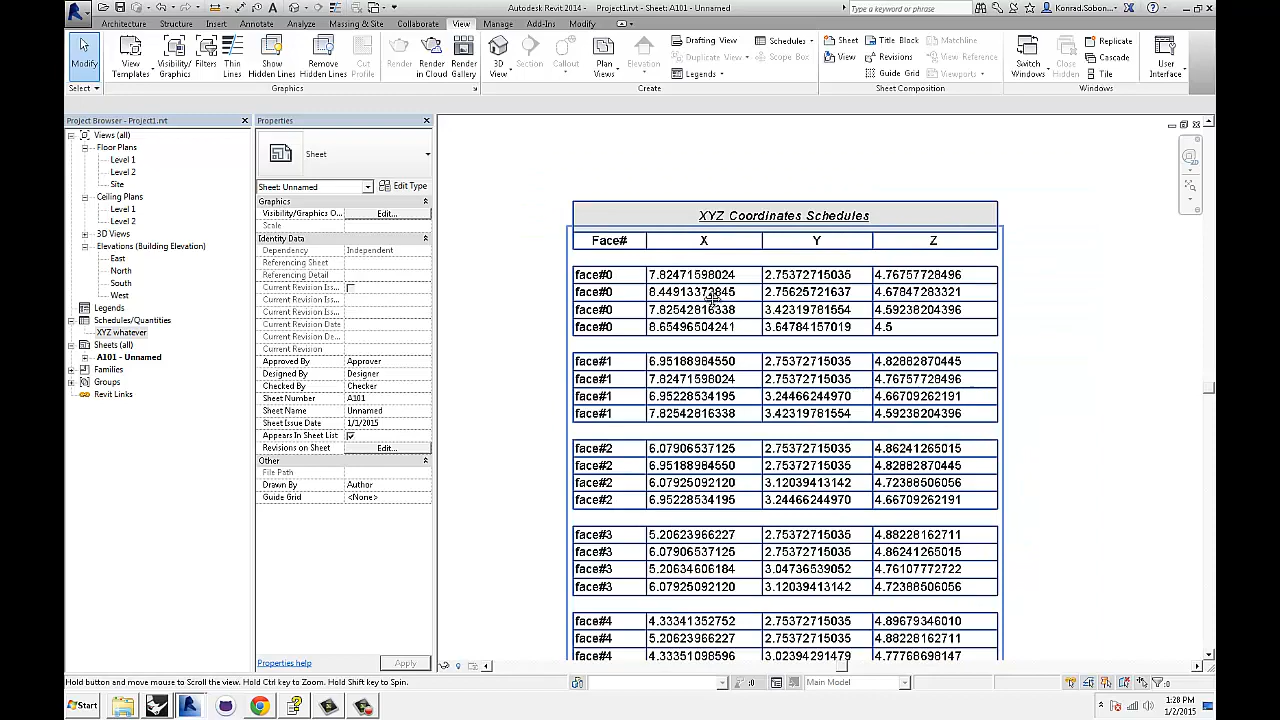 Autodesk Revit 2014 - Project1.rvt - Sheet: A101 - Unnamed
Type a keyword or phrase
Konrad.Sobon...
Architecture Structure Insert Annotate Analyze Massing & Site Collaborate View Manage Add-Ins Modify
Modify
View Templates
Visibility/ Graphics
Filters
Thin Lines
Show Hidden Lines
Remove Hidden Lines
Cut Profile
Render
Render in Cloud
Render Gallery
3D View
Section
Callout
Plan Views
Elevation
Drafting View
Duplicate View
Legends
Schedules
Scope Box
Sheet
View
Title Block
Revisions
Guide Grid
Matchline
View Reference
Viewports
Switch Windows
Close Hidden
Replicate
Cascade
Tile
User Interface
Select
Graphics
Create
Sheet Composition
Windows
Project Browser - Project1.rvt
Views (all)
Floor Plans
Level 1
Level 2
Site
Ceiling Plans
Level 1
Level 2
3D Views
Elevations (Building Elevation)
East
North
South
West
Legends
Schedules/Quantities
XYZ whatever
Sheets (all)
A101 - Unnamed
Families
Groups
Revit Links
Properties
Sheet
Sheet: Unnamed
Edit Type
Graphics
Visibility/Graphics O... Edit...
Scale
Identity Data
Dependency Independent
Referencing Sheet
Referencing Detail
Current Revision Iss...
Current Revision Iss...
Current Revision Date
Current Revision De...
Current Revision
Approved By Approver
Designed By Designer
Checked By Checker
Sheet Number A101
Sheet Name Unnamed
Sheet Issue Date 1/1/2015
Appears In Sheet List
Revisions on Sheet Edit...
Other
File Path
Drawn By Author
Guide Grid <None>
Properties help
Apply
XYZ Coordinates Schedules
Face# X Y Z
face#0 7.82471598024 2.75372715035 4.76757728496
face#0 8.44913372845 2.75625721637 4.67847283321
face#0 7.82542816338 3.42319781554 4.59238204396
face#0 8.65496504241 3.64784157019 4.5
face#1 6.95188984550 2.75372715035 4.82882870445
face#1 7.82471598024 2.75372715035 4.76757728496
face#1 6.95228534195 3.24466244970 4.66709262191
face#1 7.82542816338 3.42319781554 4.59238204396
face#2 6.07906537125 2.75372715035 4.86241265015
face#2 6.95188984550 2.75372715035 4.82882870445
face#2 6.07925092120 3.12039413142 4.72388506056
face#2 6.95228534195 3.24466244970 4.66709262191
face#3 5.20623966227 2.75372715035 4.88228162711
face#3 6.07906537125 2.75372715035 4.86241265015
face#3 5.20634606184 3.04736539052 4.76107772722
face#3 6.07925092120 3.12039413142 4.72388506056
face#4 4.33341352752 2.75372715035 4.89679346010
face#4 5.20623966227 2.75372715035 4.88228162711
face#4 4.33351098596 3.02394291479 4.77768698147
Hold button and move mouse to Scroll the view. Hold Ctrl key to Zoom. Hold Shift key to Spin.
:0
Main Model
:0
Start
1:28 PM
1/2/2015